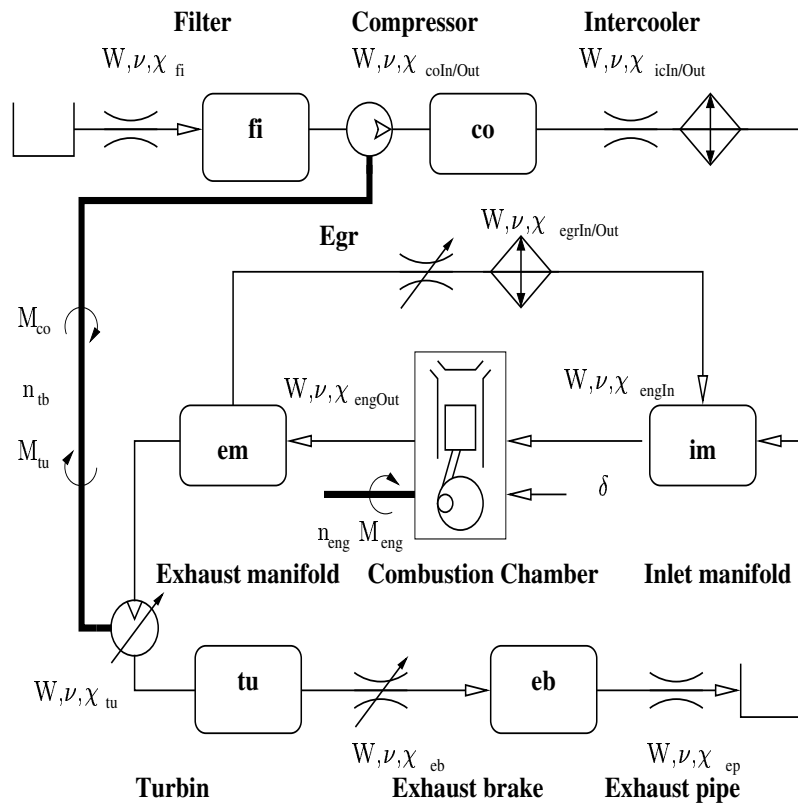 Filter Compressor Intercooler
W,ν,χ fi W,ν,χ coIn/Out W,ν,χ icIn/Out
fi co
Egr W,ν,χ egrIn/Out
M co
n tb
M tu
W,ν,χ engOut W,ν,χ engIn
em im
δ
n eng M eng
Exhaust manifold Combustion Chamber Inlet manifold
tu eb
W,ν,χ tu W,ν,χ eb W,ν,χ ep
Turbin Exhaust brake Exhaust pipe